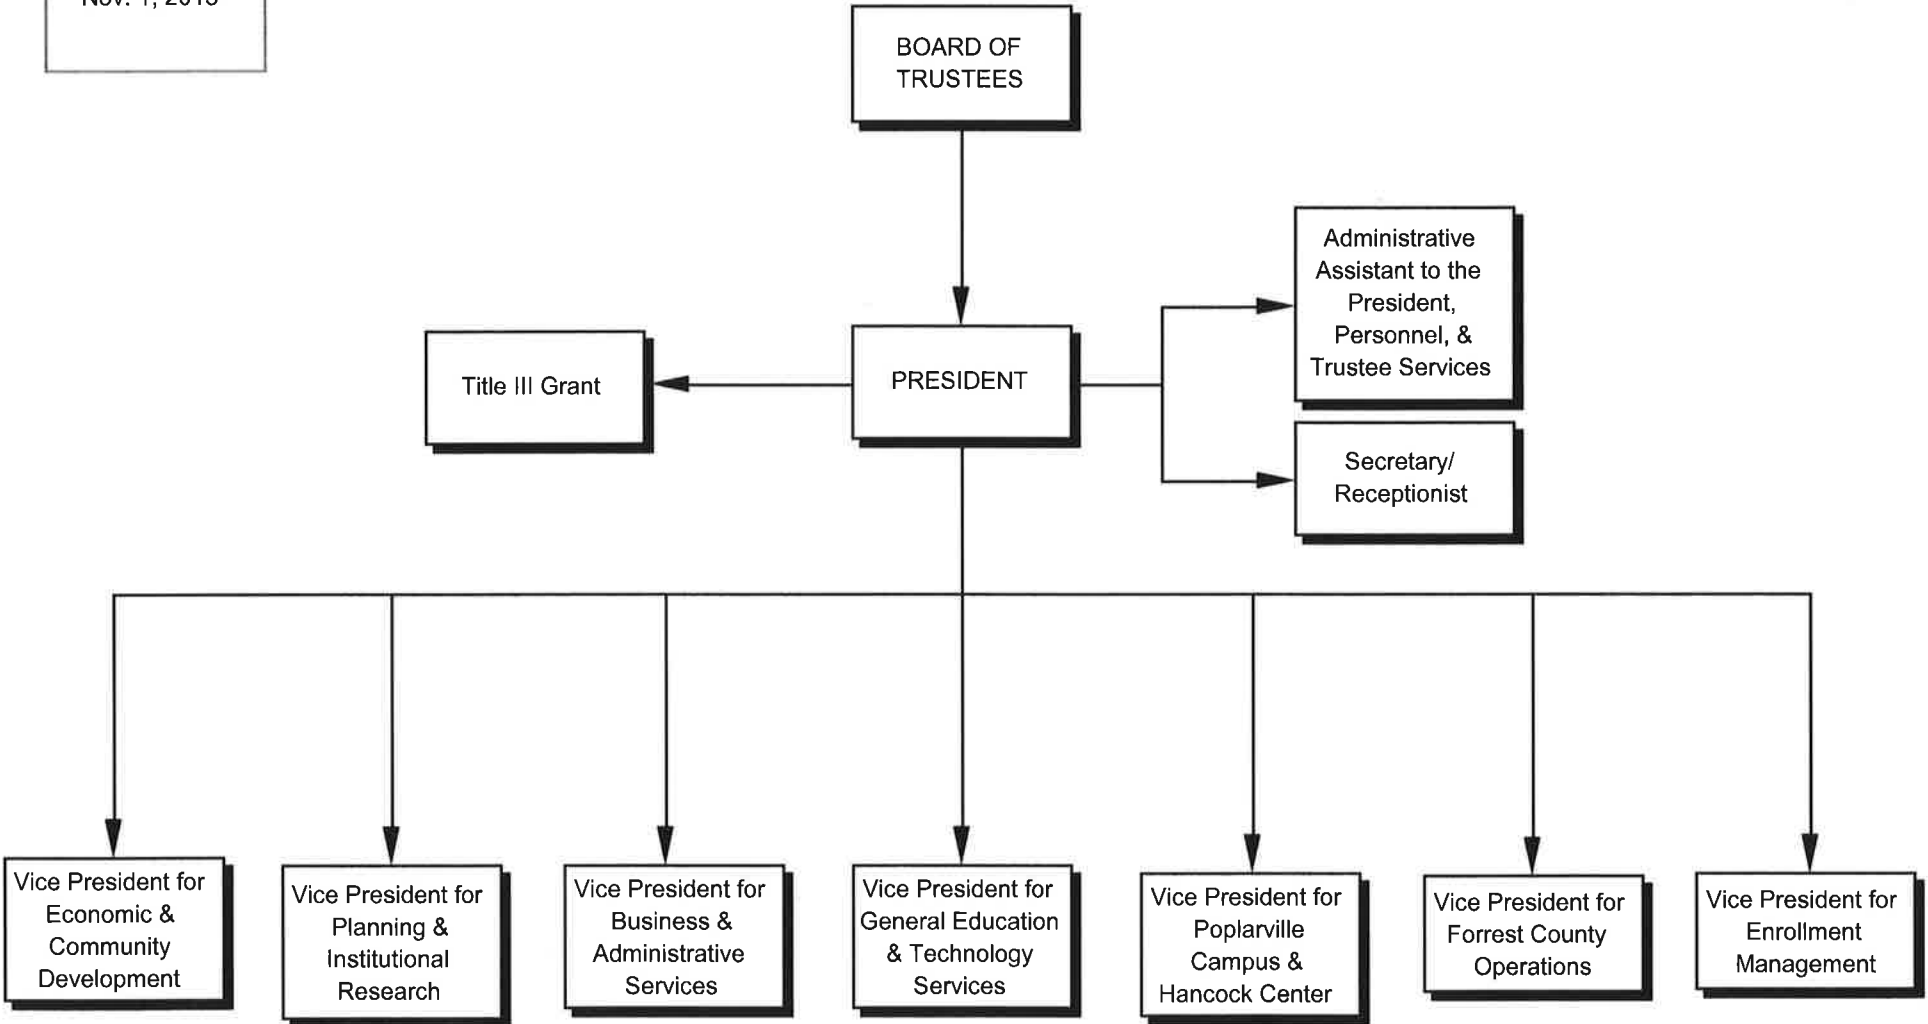 BOARD OF
TRUSTEES
Administrative
Assistant to the
President,
Personnel, &
Trustee Services
Title III Grant
PRESIDENT
Secretary/
Receptionist
Vice President for
Economic &
Community
Development
Vice President for
Planning &
Institutional
Research
Vice President for
Business &
Administrative
Services
Vice President for
General Education
& Technology
Services
Vice President for
Poplarville
Campus &
Hancock Center
Vice President for
Forrest County
Operations
Vice President for
Enrollment
Management